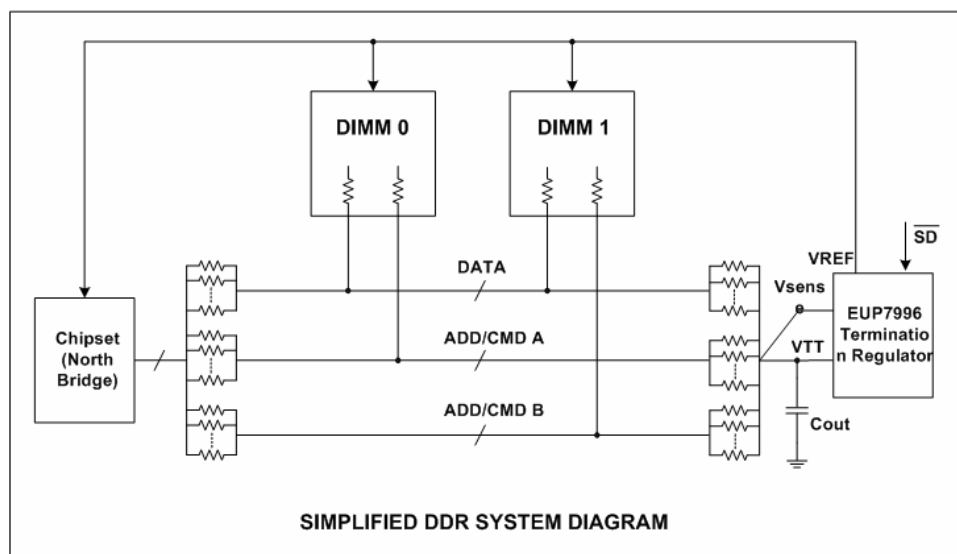 DIMM 0
DIMM 1
SD
VREF
DATA
Vsens
EUP7996
Terminatio
n Regulator
Chipset
(North
Bridge)
ADD/CMD A
VTT
ADD/CMD B
Cout
SIMPLIFIED DDR SYSTEM DIAGRAM